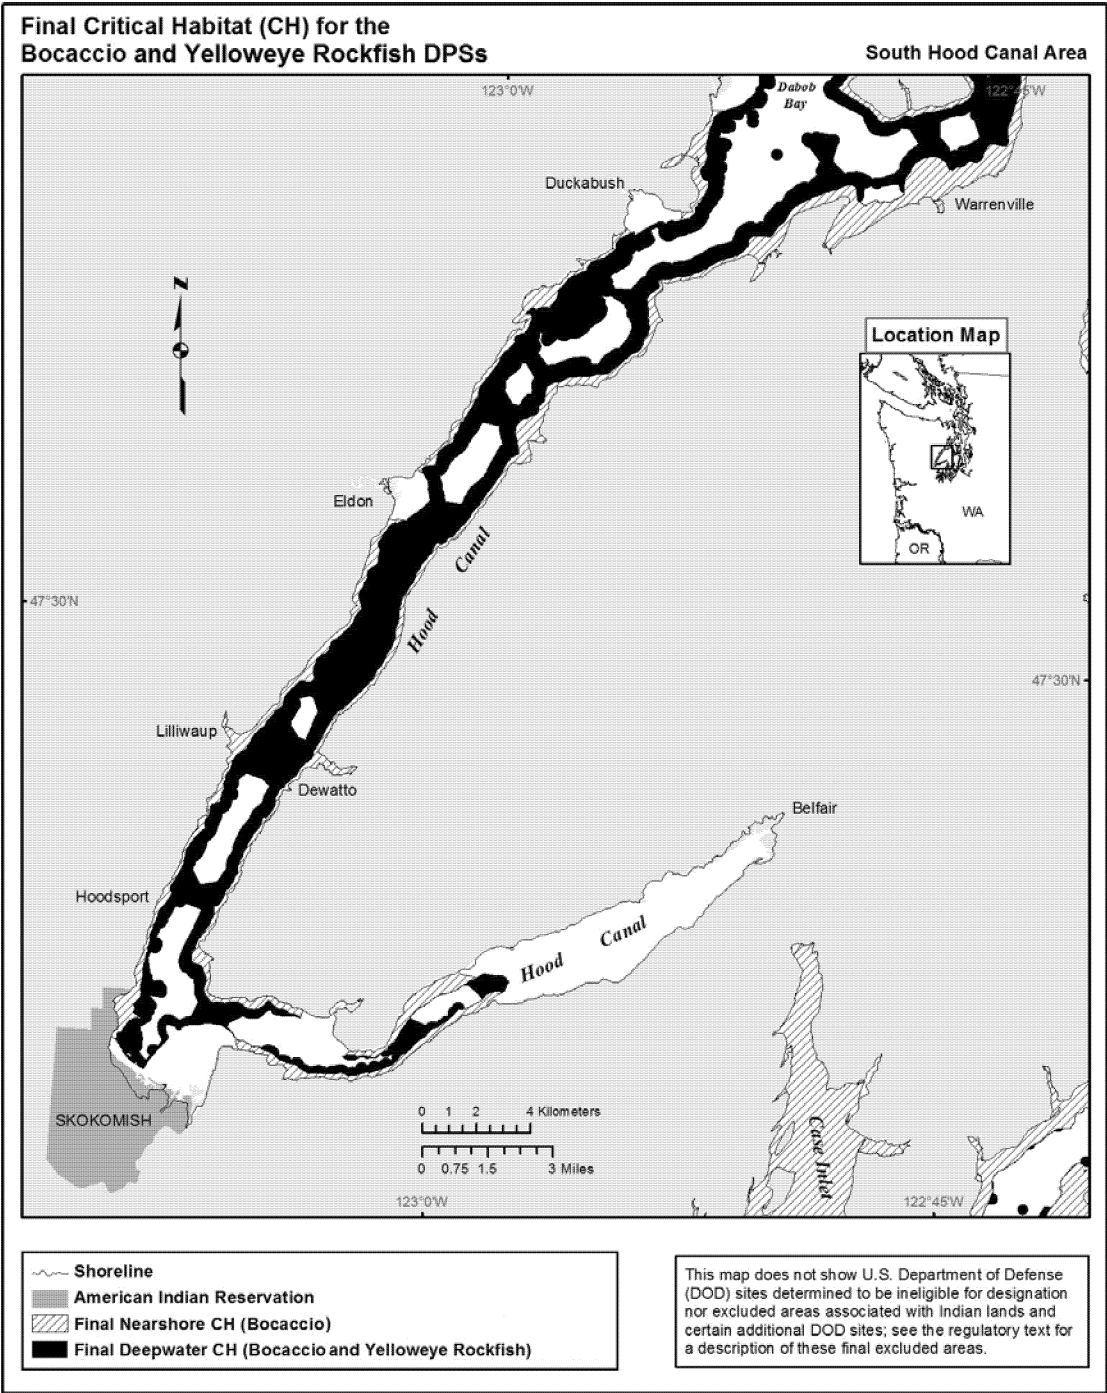 Final Critical Habitat (CH) for the
Bocaccio and Yelloweye Rockfish DPSs
South Hood Canal Area
123°0'W
122°45'W
Dabob
Bay
Duckabush
Warrenville
N
Location Map
WA
OR
Eldon
Canal
Hood
47°30'N
47°30'N
Lilliwaup
Dewatto
Belfair
Hoodsport
Hood
Canal
SKOKOMISH
0 1 2 4 Kilometers
0 0.75 1.5 3 Miles
Case Inlet
123°0'W
122°45'W
Shoreline
American Indian Reservation
Final Nearshore CH (Bocaccio)
Final Deepwater CH (Bocaccio and Yelloweye Rockfish)
This map does not show U.S. Department of Defense
(DOD) sites determined to be ineligible for designation
nor excluded areas associated with Indian lands and
certain additional DOD sites; see the regulatory text for
a description of these final excluded areas.